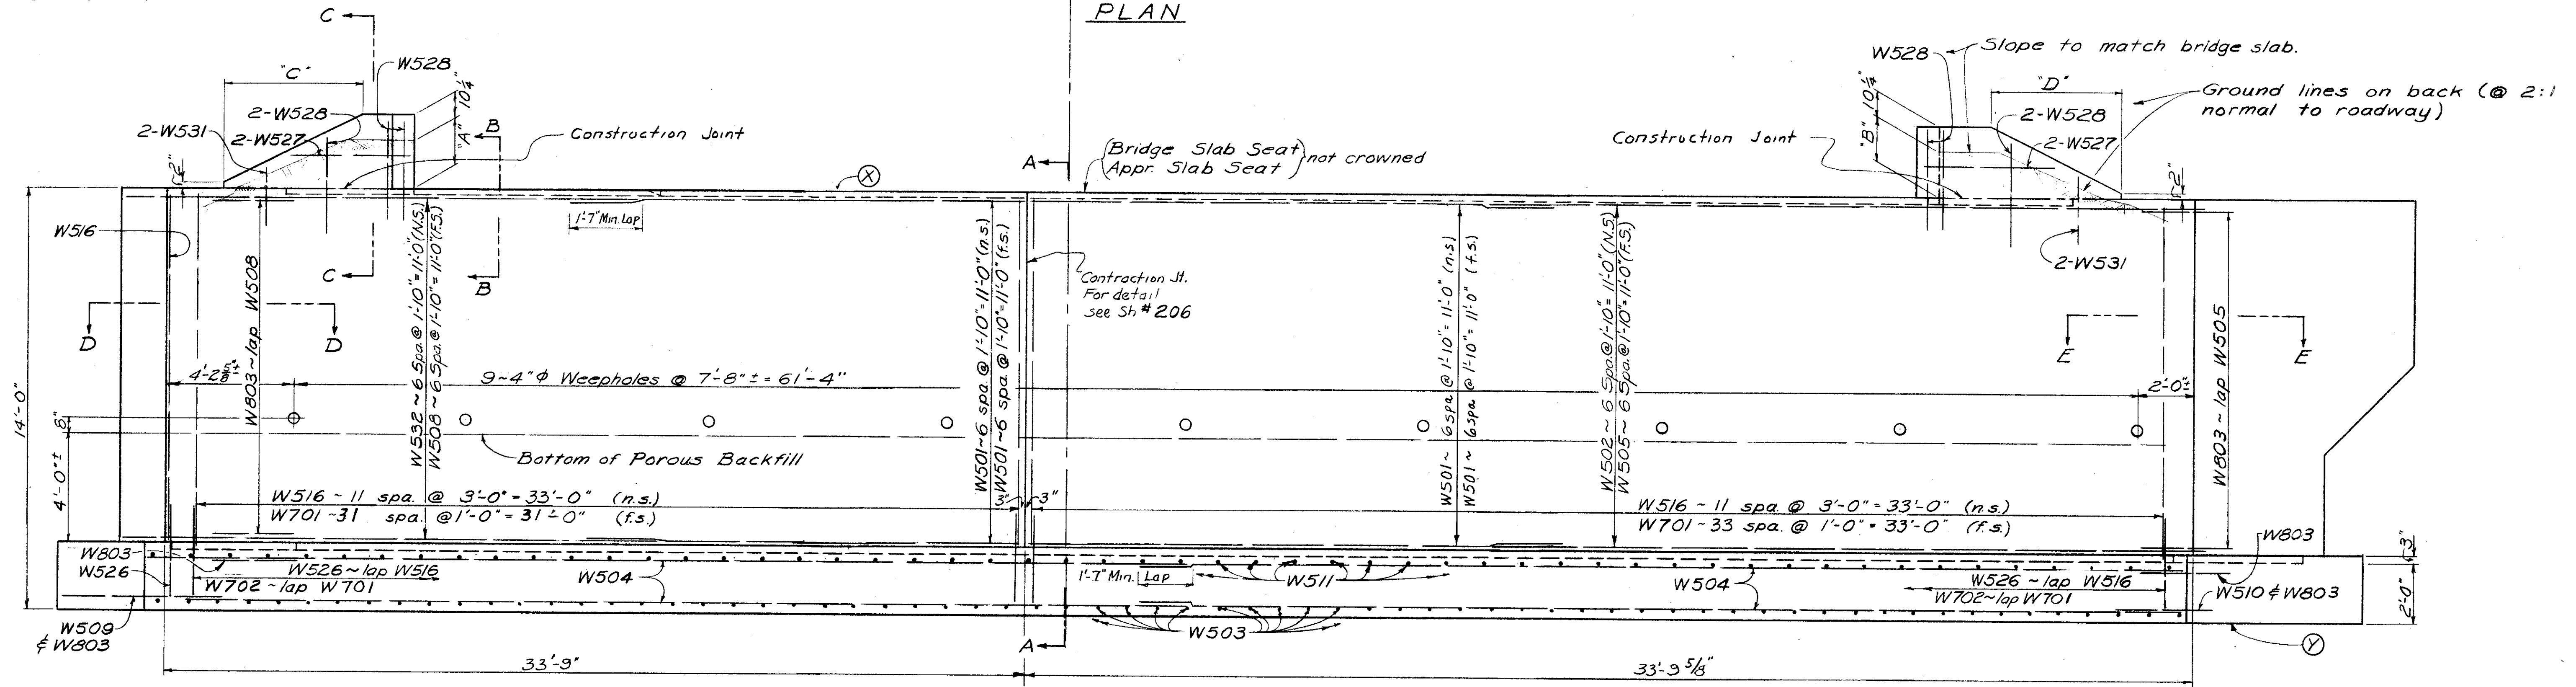 PLAN
C
C
"C"
W528
2-W528
2-W531
2-W527
2"
"A" 10¼"
B
B
Construction Joint
X
A
(Bridge Slab Seat
Appr. Slab Seat) not crowned
W528
Slope to match bridge slab.
"D"
Ground lines on back (@ 2:1
normal to roadway)
"B" 10¼"
2-W528
2-W527
Construction Joint
2"
2-W531
W516
1'-7" Min. Lap
W803~lap W508
W532~6 Spa.@ 1'-10"=11'-0"(N.S.)
W508~6 Spa.@ 1'-10"=11'-0"(F.S.)
W501~6 spa. @ 1'-10"=11'-0" (n.s.)
W501~6 spa @ 1'-10"=11'-0" (f.s.)
Contraction Jt.
For detail
see Sh #206
W501~ 6 spa @ 1'-10"= 11'-0" (n.s)
W501~ 6 spa @ 1'-10"= 11'-0" (f.s.)
W502~ 6 Spa.@ 1'-10"= 11'-0"(N.S.)
W505~ 6 Spa.@ 1'-10"=11'-0"(F.S.)
W803~lap W505
D
D
E
E
4'-2⅝"±
9~4"φ Weepholes @ 7'-8"± = 61'-4"
2'-0"±
14'-0"
8"
4'-0"±
Bottom of Porous Backfill
W516 ~ 11 spa. @ 3'-0" = 33'-0" (n.s.)
W701 ~31 spa. @1'-0" = 31'-0" (f.s.)
3"
3"
W516 ~ 11 spa. @ 3'-0" = 33'-0" (n.s.)
W701 ~ 33 spa. @ 1'-0" = 33'-0" (f.s.)
W803
W526
W526~lap W516
W702 ~ lap W701
W504
1'-7" Min. Lap
W511
W504
W526 ~ lap W516
W702~lap W701
W803
W510 & W803
3"
2'-0"
W509
& W803
W503
A
Y
33'-9"
33'-9 5/8"